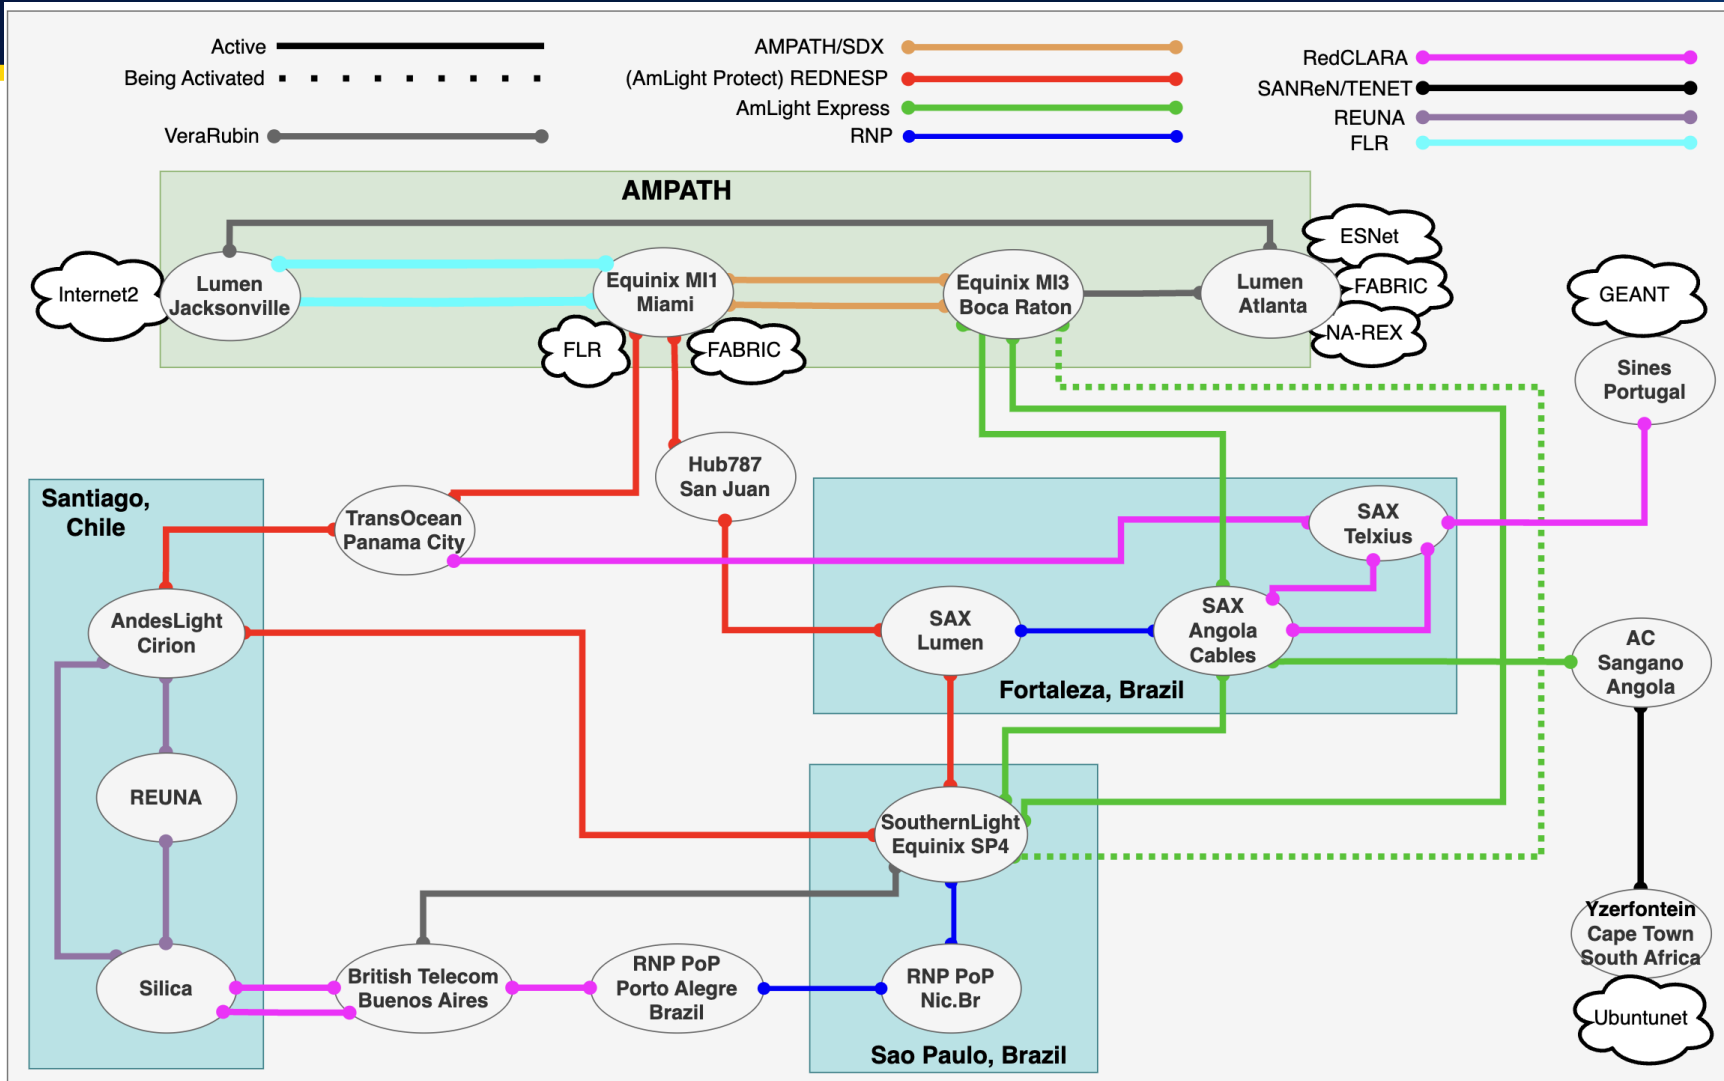 Active
Being Activated
VeraRubin
AMPATH/SDX
(AmLight Protect) REDNESP
AmLight Express
RNP
RedCLARA
SANReN/TENET
REUNA
FLR
AMPATH
Internet2
Lumen
Jacksonville
Equinix MI1
Miami
Equinix MI3
Boca Raton
Lumen
Atlanta
ESNet
FABRIC
NA-REX
FLR
FABRIC
GEANT
Sines
Portugal
Hub787
San Juan
Santiago,
Chile
TransOcean
Panama City
SAX
Telxius
AndesLight
Cirion
SAX
Lumen
SAX
Angola
Cables
Fortaleza, Brazil
AC
Sangano
Angola
REUNA
SouthernLight
Equinix SP4
Silica
British Telecom
Buenos Aires
RNP PoP
Porto Alegre
Brazil
RNP PoP
Nic.Br
Sao Paulo, Brazil
Yzerfontein
Cape Town
South Africa
Ubuntunet